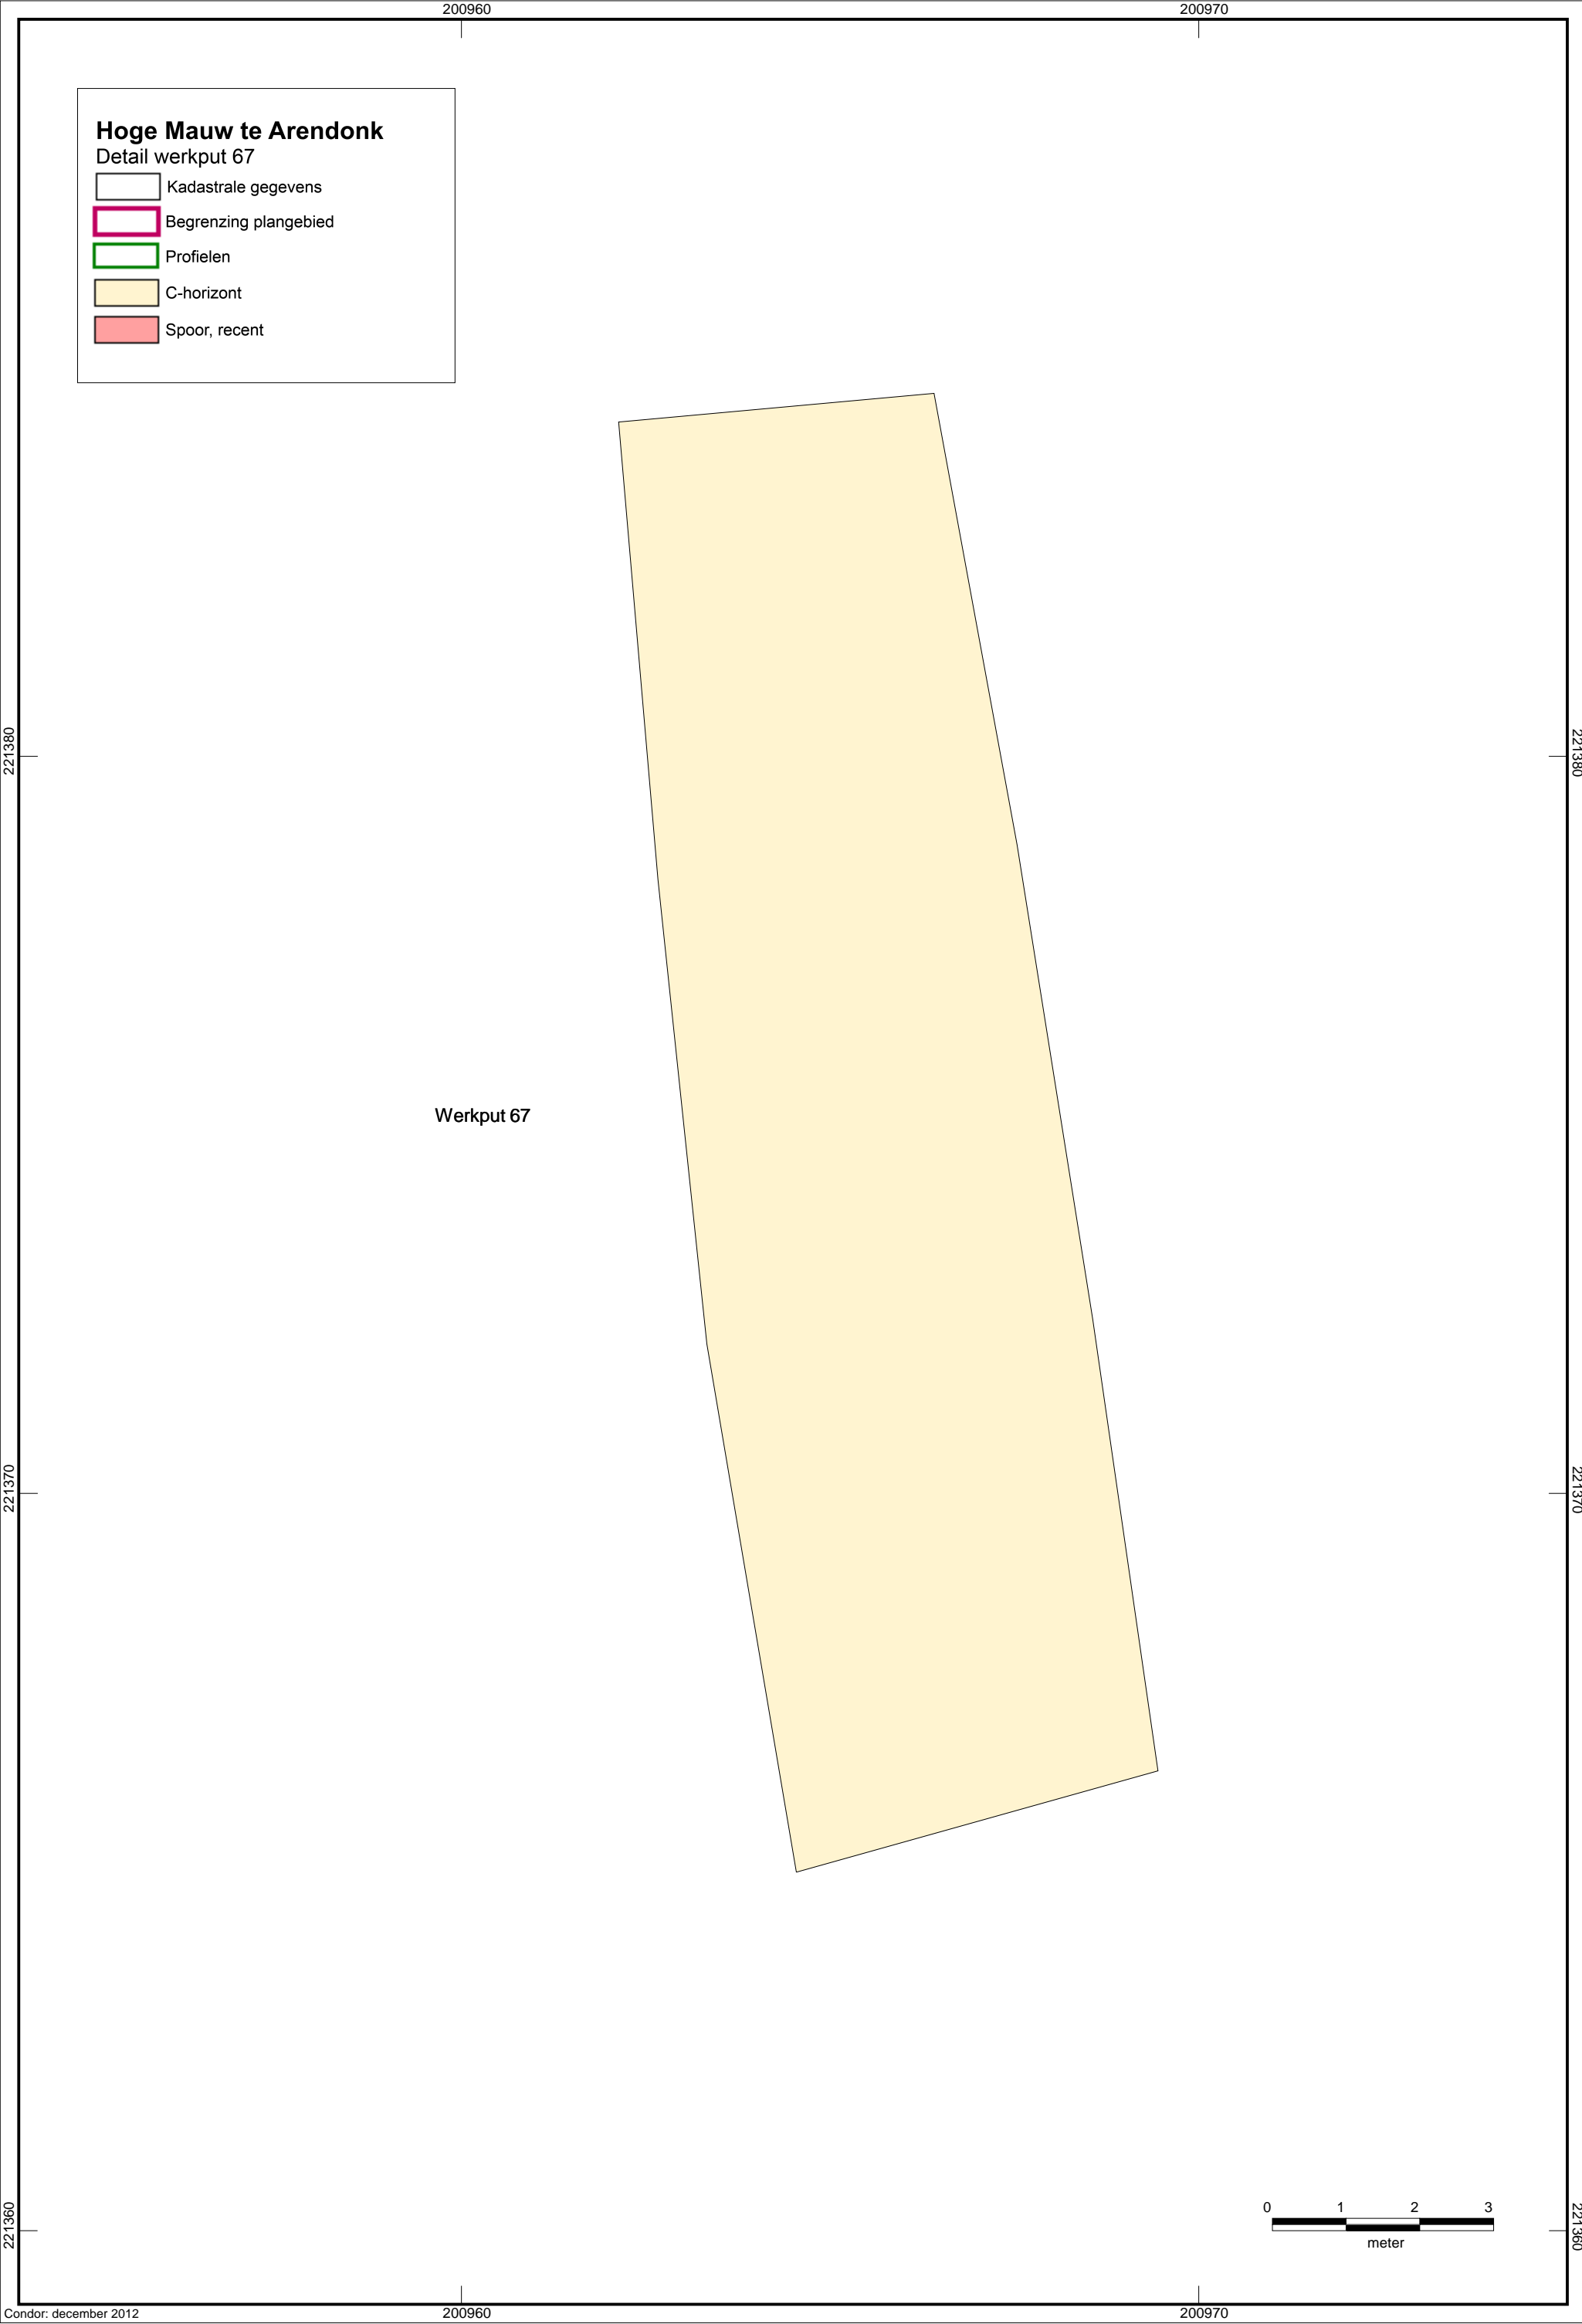 200960 200970
Hoge Mauw te Arendonk
Detail werkput 67
Kadastrale gegevens
Begrenzing plangebied
Profielen
C-horizont
Spoor, recent
221380 221380
Werkput 67
221370 221370
0 1 2 3
meter
221360 221360
Condor: december 2012
200960 200970